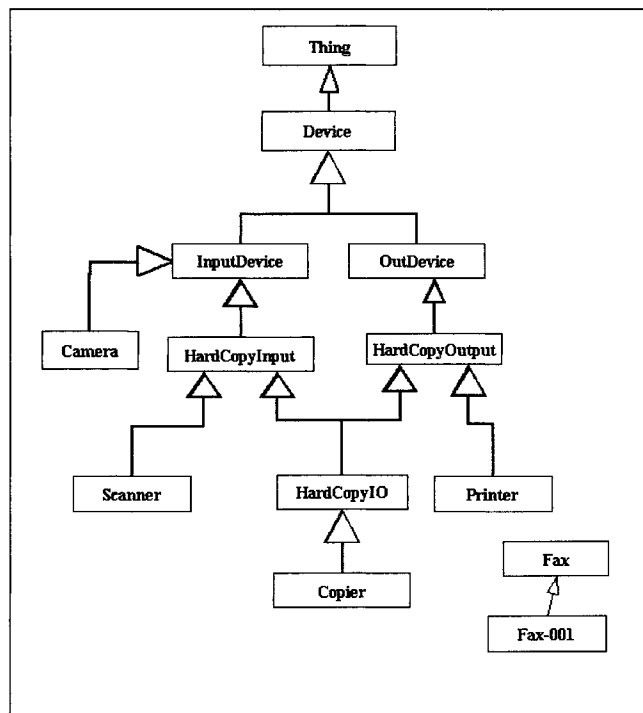 Thing
Device
InputDevice
OutDevice
Camera
HardCopyInput
HardCopyOutput
Scanner
HardCopyIO
Printer
Fax
Copier
Fax-001